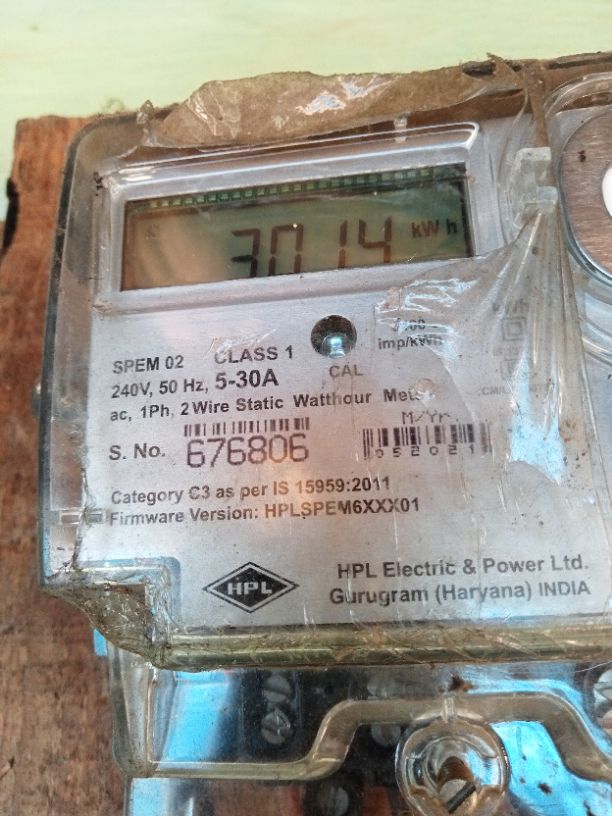 3014 kWh
imp/kWh
SPEM 02 CLASS 1
CAL
240V, 50 Hz, 5-30A
ac, 1Ph, 2 Wire Static Watthour Meter
M/Yr.
S. No. 676806
052021
Category C3 as per IS 15959:2011
Firmware Version: HPLSPEM6XXX01
HPL
HPL Electric & Power Ltd.
Gurugram (Haryana) INDIA
kWh